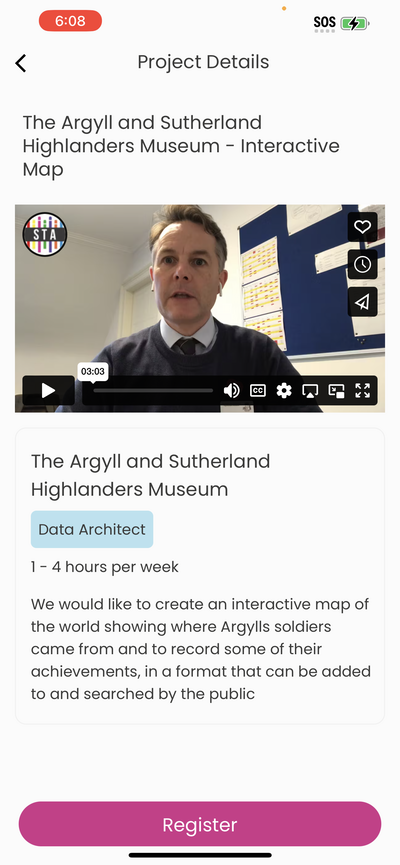 6:08
SOS
Project Details
The Argyll and Sutherland
Highlanders Museum - Interactive
Map
STA
03:03
CC
The Argyll and Sutherland
Highlanders Museum
Data Architect
1 - 4 hours per week
We would like to create an interactive map of
the world showing where Argylls soldiers
came from and to record some of their
achievements, in a format that can be added
to and searched by the public
Register